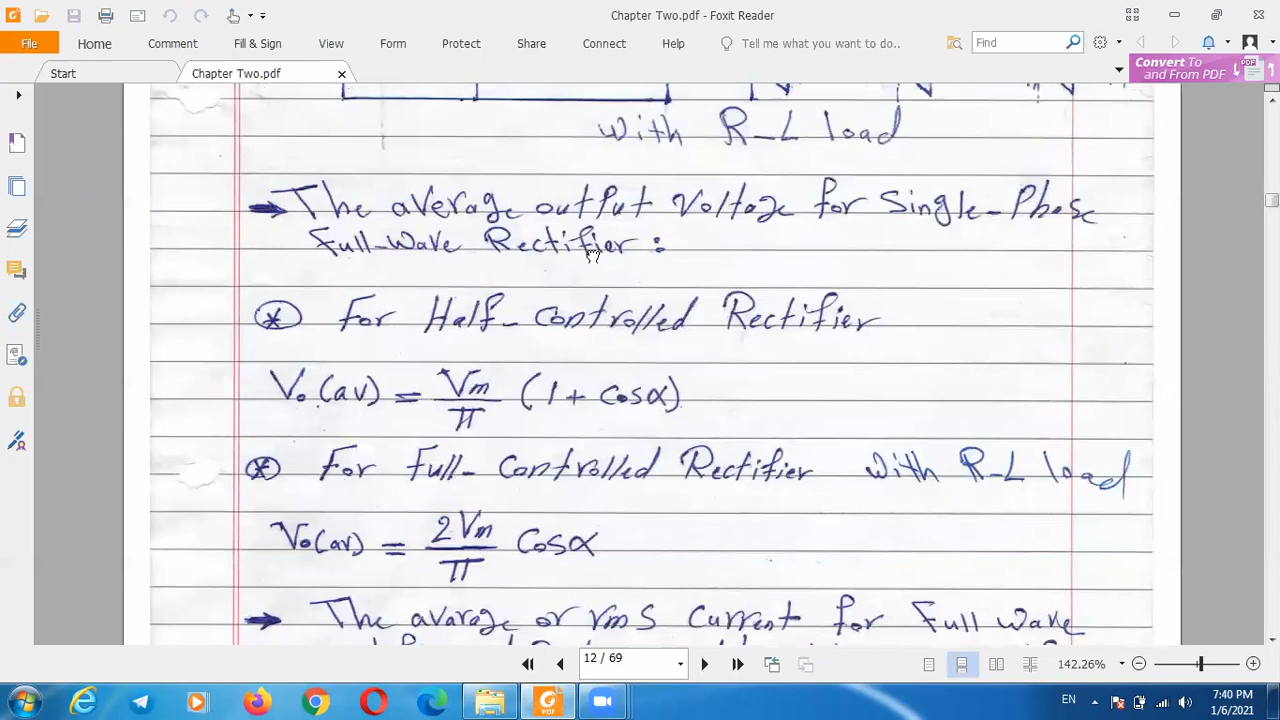 Chapter Two.pdf - Foxit Reader
File Home Comment Fill & Sign View Form Protect Share Connect Help Tell me what you want to do.. Find
Start Chapter Two.pdf
Convert To
and From PDF
PDF
With R-L load
The average output Voltage for Single-Phase
Full-Wave Rectifier :
* For Half-controlled Rectifier
Vo(av) = Vm/π (1 + cosα)
* For Full-Controlled Rectifier with R-L load
Vo(av) = 2Vm/π Cosα
The avarage or rms Current for Full Wave
12 / 69
142.26%
EN
7:40 PM
1/6/2021